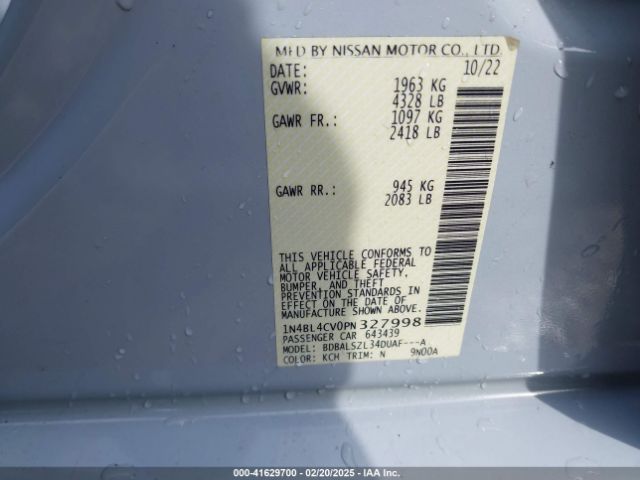 MFD BY NISSAN MOTOR CO., LTD.
DATE: 10/22
GVWR: 1963 KG
4328 LB
GAWR FR.: 1097 KG
2418 LB
GAWR RR.: 945 KG
2083 LB
THIS VEHICLE CONFORMS TO
ALL APPLICABLE FEDERAL
MOTOR VEHICLE SAFETY,
BUMPER, AND THEFT
PREVENTION STANDARDS IN
EFFECT ON THE DATE OF
MANUFACTURE SHOWN ABOVE.
1N4BL4CV0PN327998
PASSENGER CAR 643439
MODEL: BDBALSZL34DUAF---A
COLOR: KCH TRIM: N 9N00A
000-41629700 / 02/20/2025 - IAA Inc.